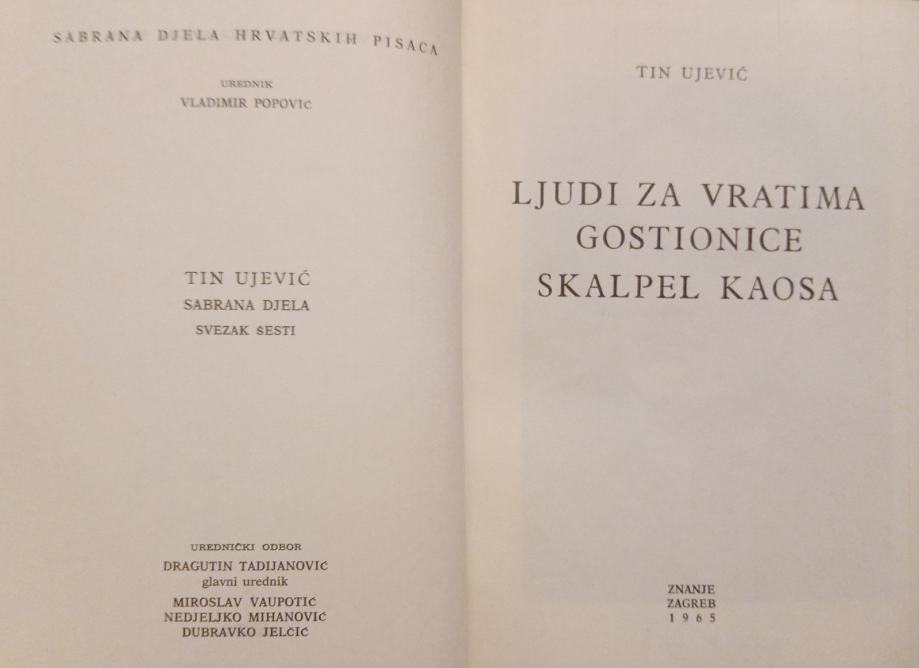 SABRANA DJELA HRVATSKIH PISACA
UREDNIK
VLADIMIR POPOVIĆ
TIN UJEVIĆ
SABRANA DJELA
SVEZAK ŠESTI
UREDNIČKI ODBOR
DRAGUTIN TADIJANOVIĆ
glavni urednik
MIROSLAV VAUPOTIĆ
NEDJELJKO MIHANOVIĆ
DUBRAVKO JELČIĆ
TIN UJEVIĆ
LJUDI ZA VRATIMA
GOSTIONICE
SKALPEL KAOSA
ZNANJE
ZAGREB
1965